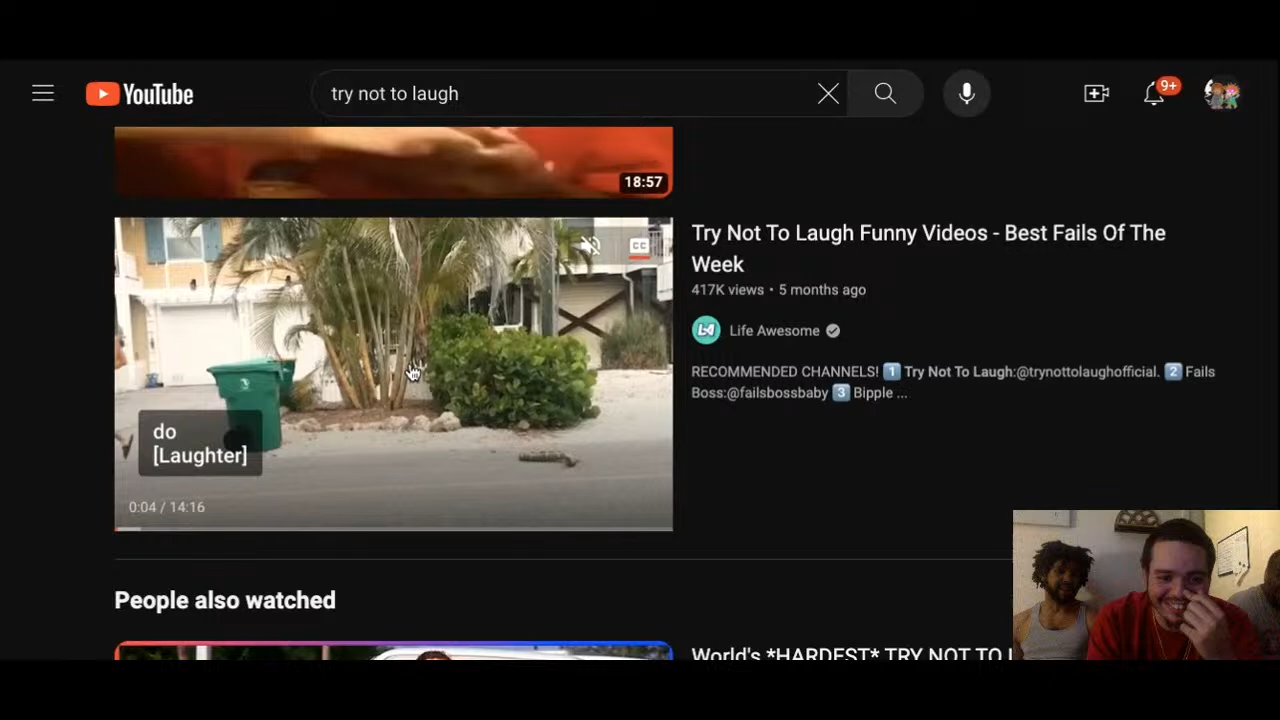 YouTube
try not to laugh
9+
18:57
CC
Try Not To Laugh Funny Videos - Best Fails Of The
Week
417K views • 5 months ago
Life Awesome
RECOMMENDED CHANNELS! 1 Try Not To Laugh:@trynottolaughofficial. 2 Fails
Boss:@failsbossbaby 3 Bipple ...
do
[Laughter]
0:04 / 14:16
People also watched
World's *HARDEST* TRY NOT TO